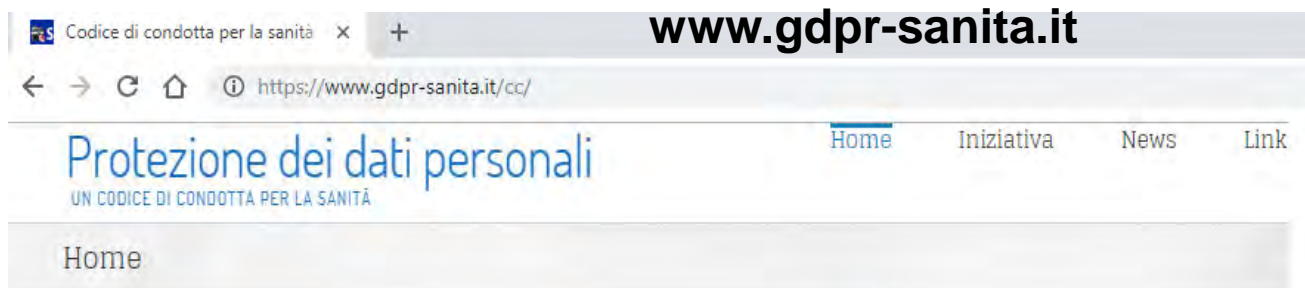 www.gdpr-sanita.it
Codice di condotta per la sanità
https://www.gdpr-sanita.it/cc/
Protezione dei dati personali
UN CODICE DI CONDOTTA PER LA SANITÀ
Home Iniziativa News Link
Home